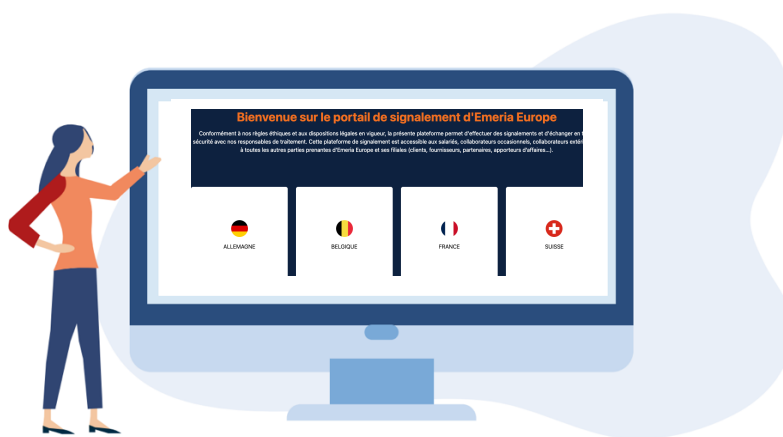 Bienvenue sur le portail de signalement d'Emeria Europe
Conformément à nos règles éthiques et aux dispositions légales en vigueur, la présente plateforme permet d'effectuer des signalements et d'échanger en
sécurité avec nos responsables de traitement. Cette plateforme de signalement est accessible aux salariés, collaborateurs occasionnels, collaborateurs
à toutes les autres parties prenantes d'Emeria Europe et ses filiales (clients, fournisseurs, partenaires, apporteurs d'affaires...).
ALLEMAGNE
BELGIQUE
FRANCE
SUISSE